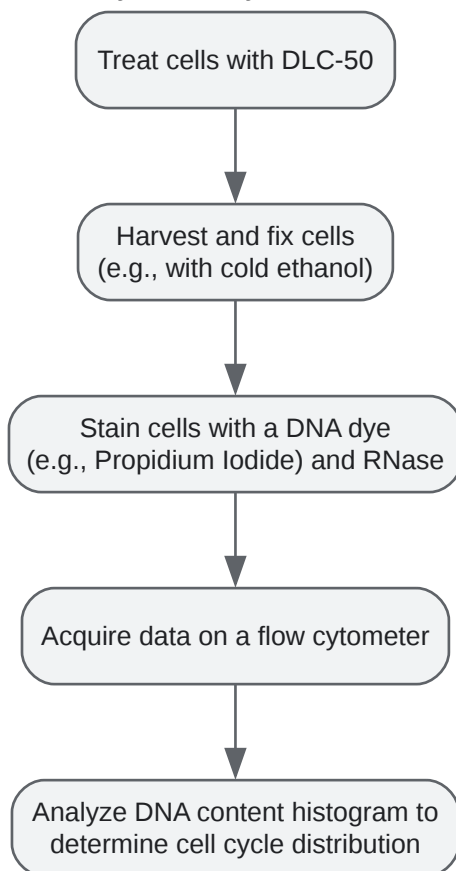 Treat cells with DLC-50
Harvest and fix cells
(e.g., with cold ethanol)
Stain cells with a DNA dye
(e.g., Propidium Iodide) and RNase
Acquire data on a flow cytometer
Analyze DNA content histogram to
determine cell cycle distribution